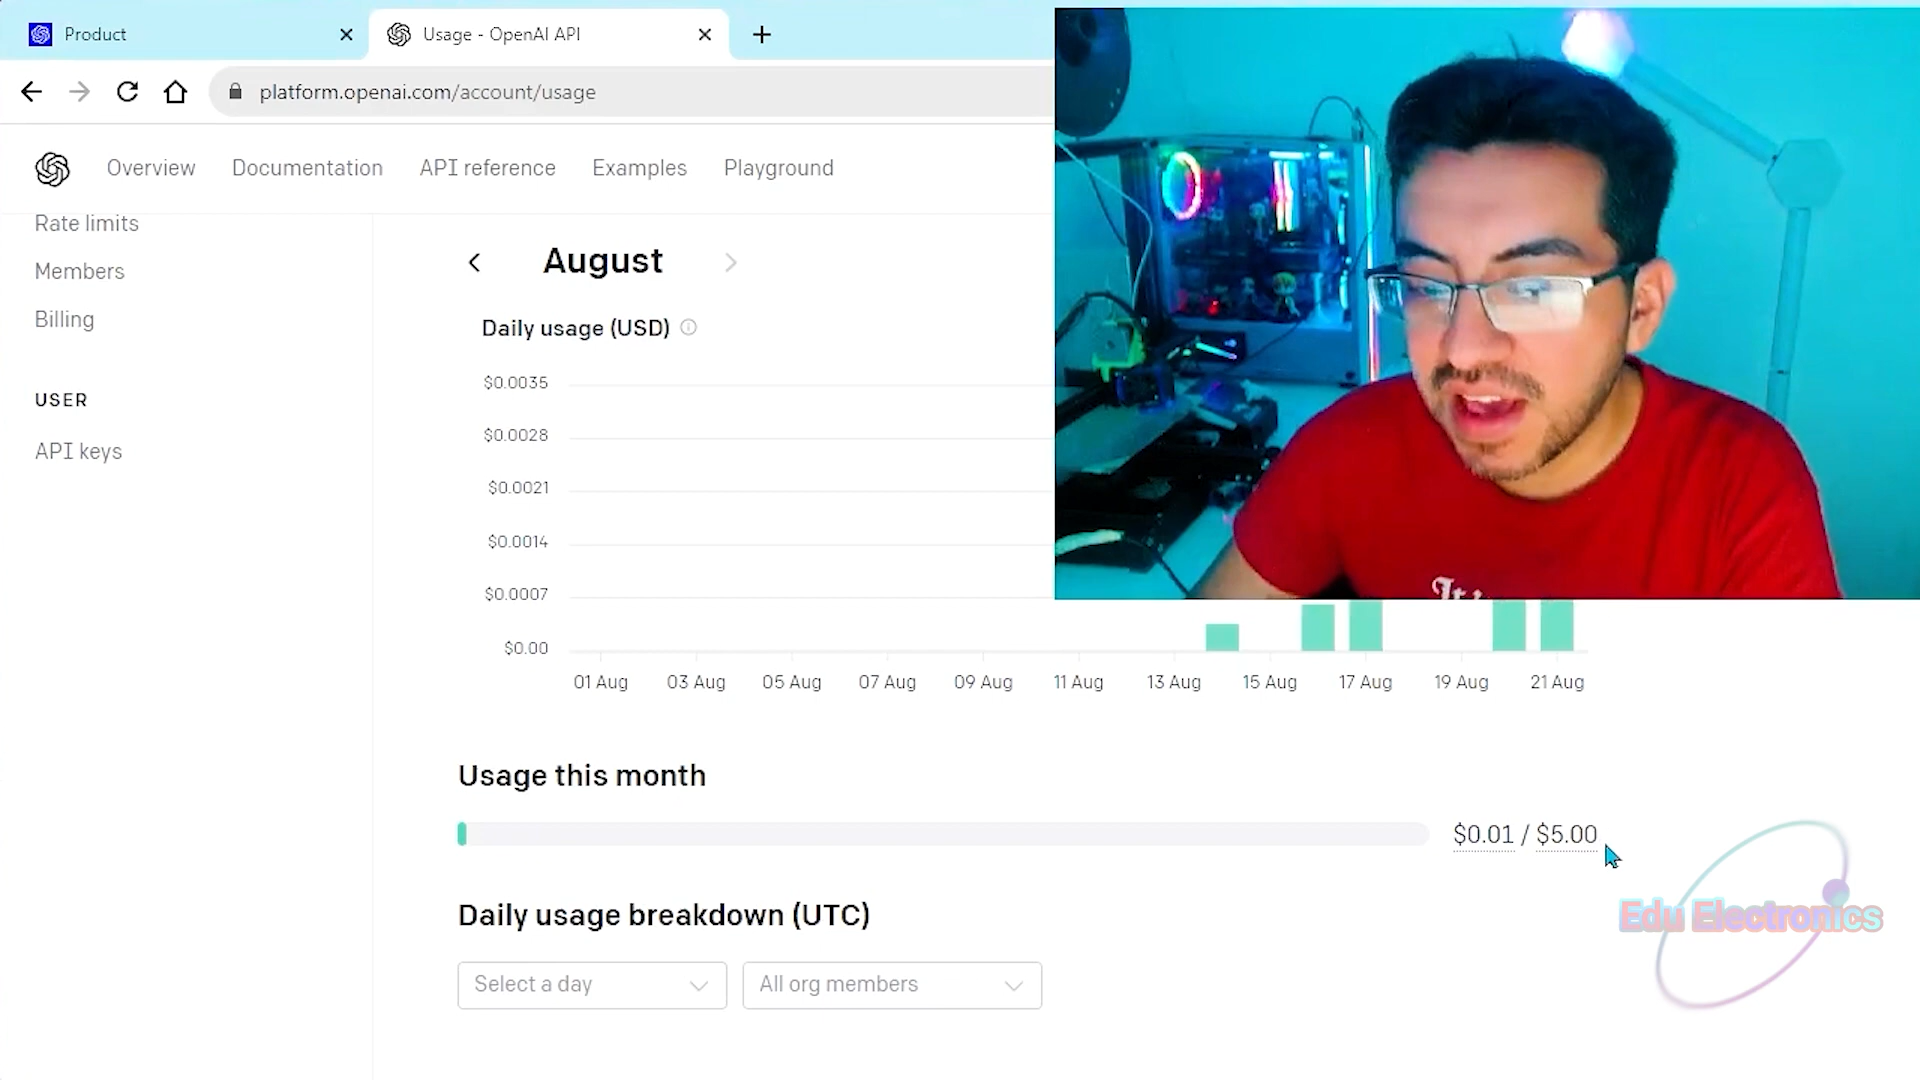 Product
Usage - OpenAI API
platform.openai.com/account/usage
Overview
Documentation
API reference
Examples
Playground
Rate limits
Members
Billing
USER
API keys
August
Daily usage (USD)
$0.0035
$0.0028
$0.0021
$0.0014
$0.0007
$0.00
01 Aug
03 Aug
05 Aug
07 Aug
09 Aug
11 Aug
13 Aug
15 Aug
17 Aug
19 Aug
21 Aug
Usage this month
$0.01 / $5.00
Edu Electronics
Daily usage breakdown (UTC)
Select a day
All org members